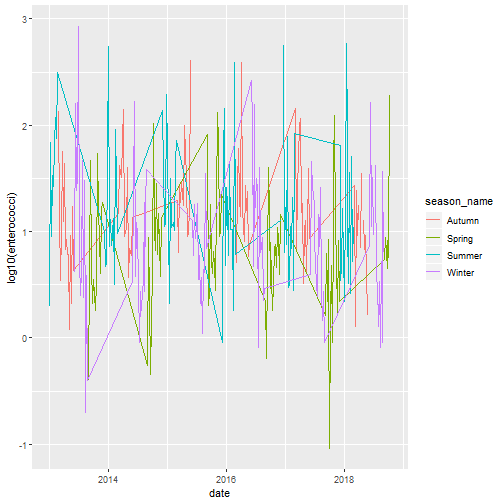 3
2
1
0
-1
log10(enterococci)
2014
2016
2018
date
season_name
Autumn
Spring
Summer
Winter